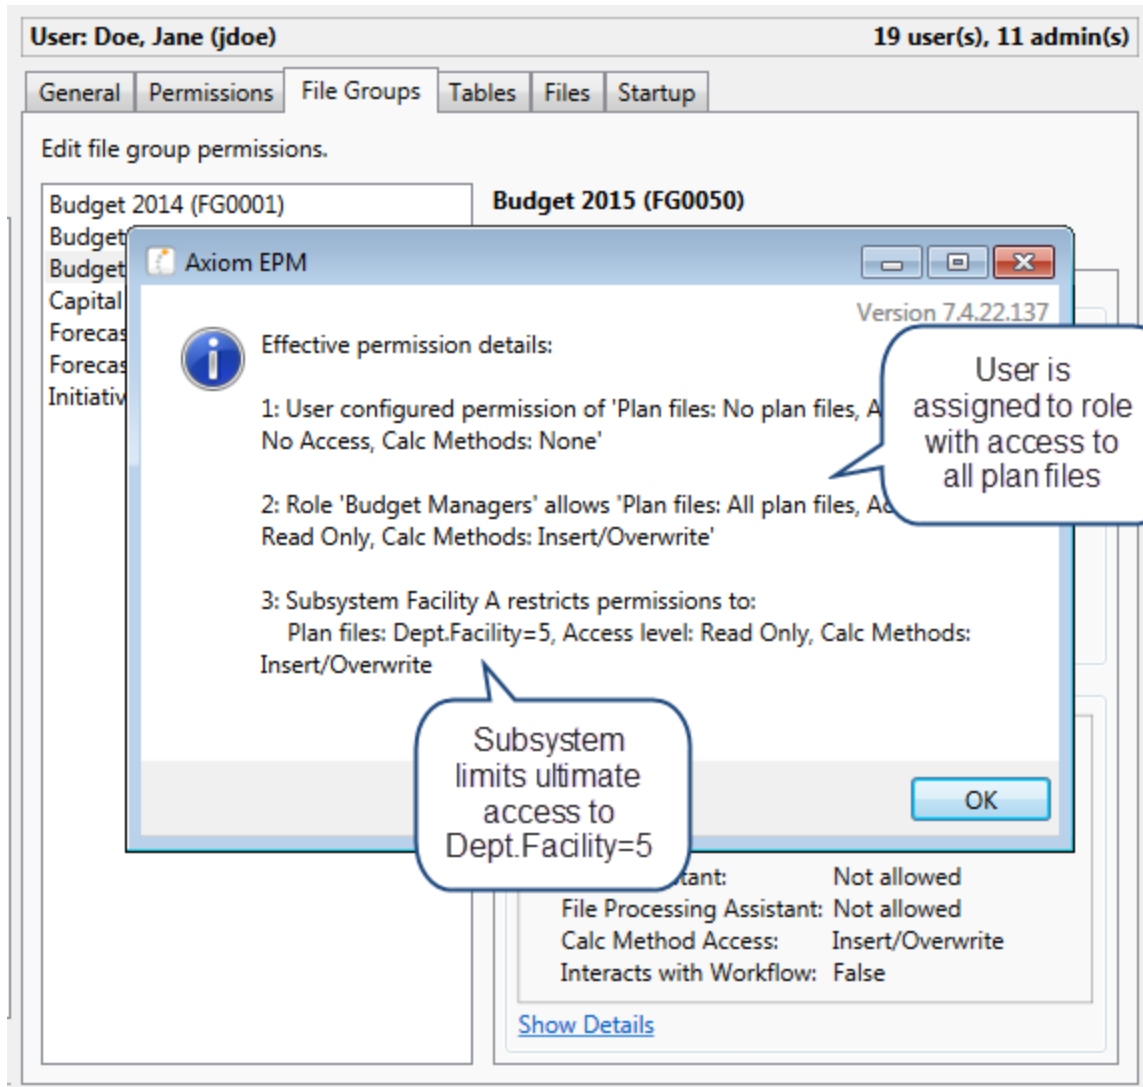 User: Doe, Jane (jdoe) 19 user(s), 11 admin(s)
General Permissions File Groups Tables Files Startup
Edit file group permissions.
Budget 2014 (FG0001)
Budget 2015 (FG0050)
Budget
Budget
Capital
Axiom EPM
Version 7.4.22.137
Effective permission details:
1: User configured permission of 'Plan files: No plan files, A
No Access, Calc Methods: None'
2: Role 'Budget Managers' allows 'Plan files: All plan files, Ac
Read Only, Calc Methods: Insert/Overwrite'
3: Subsystem Facility A restricts permissions to:
Plan files: Dept.Facility=5, Access level: Read Only, Calc Methods:
Insert/Overwrite
User is
assigned to role
with access to
all plan files
Subsystem
limits ultimate
access to
Dept.Facility=5
OK
Not allowed
File Processing Assistant: Not allowed
Calc Method Access: Insert/Overwrite
Interacts with Workflow: False
Show Details